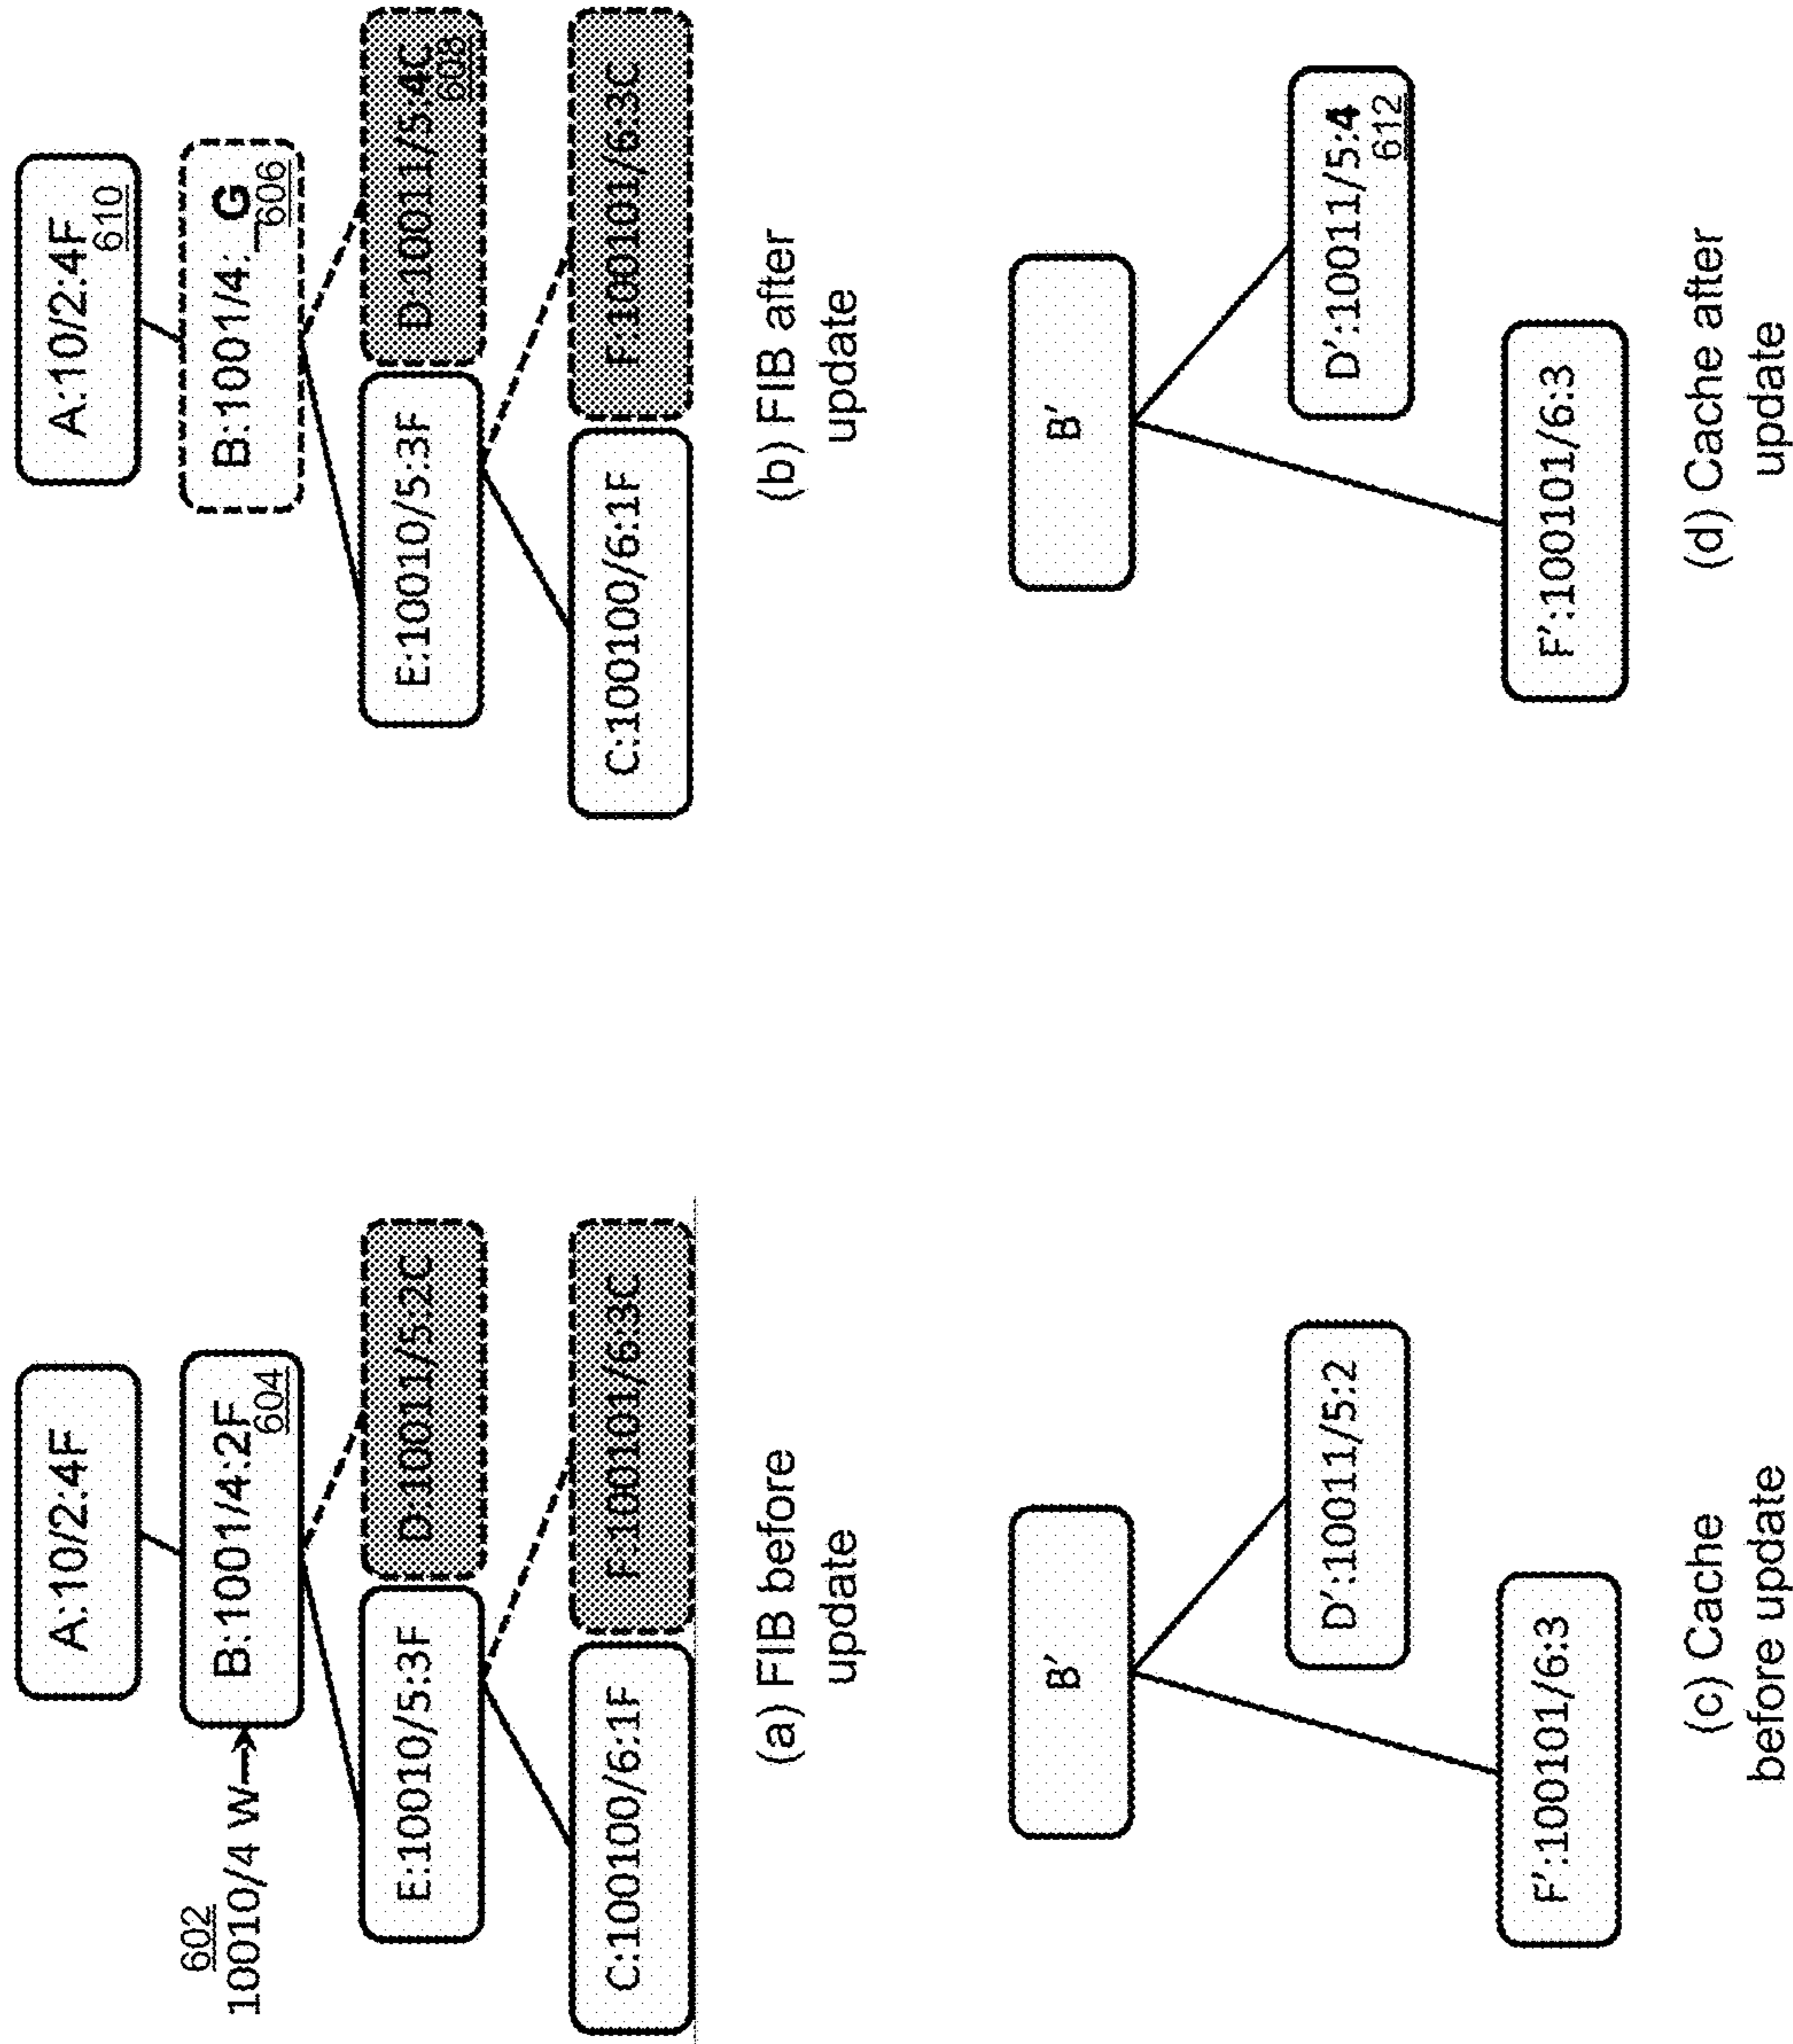 A:10/2:4F
602
10010/4 W
B:1001/4:2F
604
E:10010/5:3F
D:10011/5:2C
C:100100/6:1F
F:100101/6:3C
(a) FIB before
update
A:10/2:4F
610
B:1001/4:_G
606
E:10010/5:3F
D:10011/5:4C
608
C:100100/6:1F
F:100101/6:3C
(b) FIB after
update
B'
D':10011/5:2
F':100101/6:3
(c) Cache
before update
B'
D':10011/5:4
612
F':100101/6:3
(d) Cache after
update